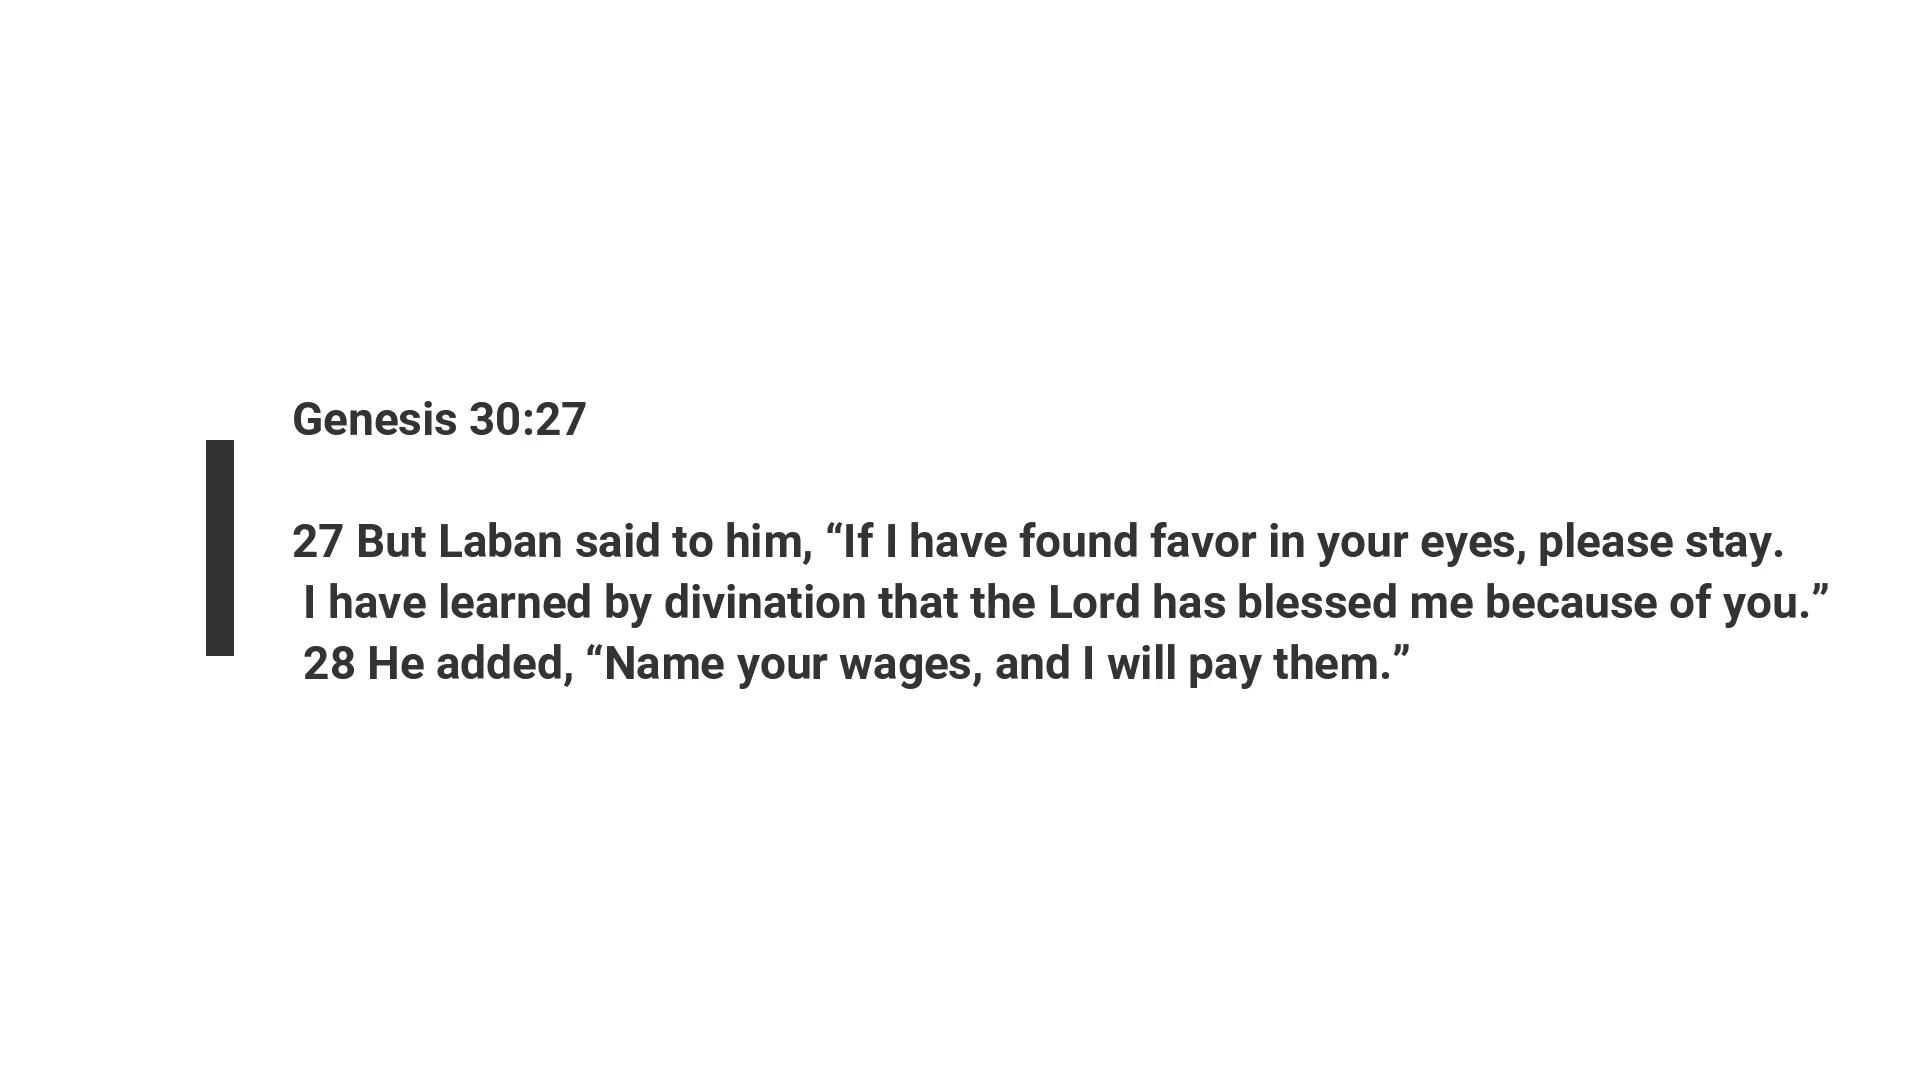 Genesis 30:27
27 But Laban said to him, “If I have found favor in your eyes, please stay.
I have learned by divination that the Lord has blessed me because of you.”
28 He added, “Name your wages, and I will pay them.”